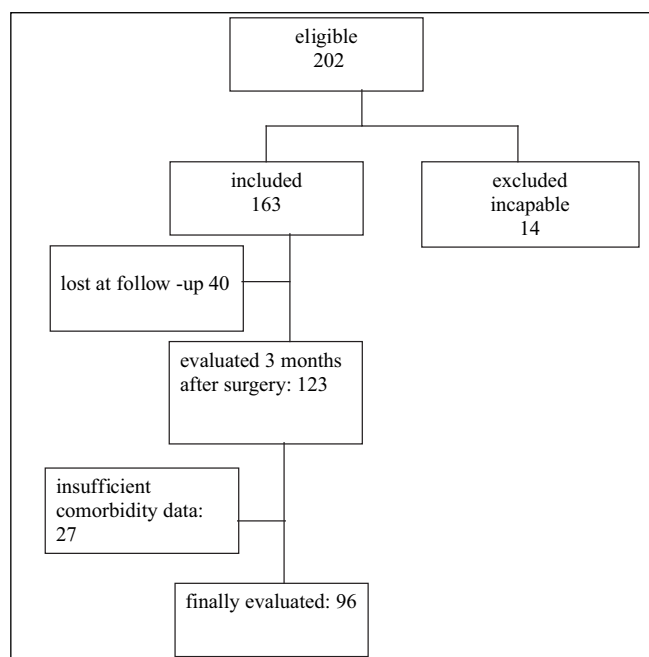 eligible
202
included
163
excluded
incapable
14
lost at follow -up 40
evaluated 3 months
after surgery: 123
insufficient
comorbidity data:
27
finally evaluated: 96